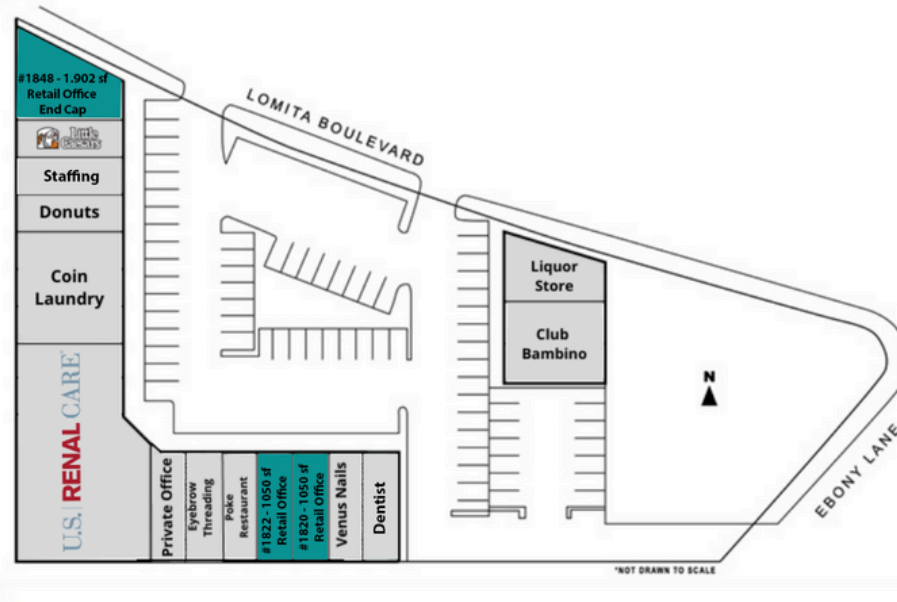 #1848 - 1.902 sf
Retail Office
End Cap
Little
Caesars
Staffing
Donuts
Coin
Laundry
U.S. RENAL CARE
Private Office
Eyebrow
Threading
Poke
Restaurant
#1822 - 1050 sf
Retail Office
#1820 - 1050 sf
Retail Office
Venus Nails
Dentist
LOMITA BOULEVARD
Liquor
Store
Club
Bambino
N
EBONY LANE
*NOT DRAWN TO SCALE